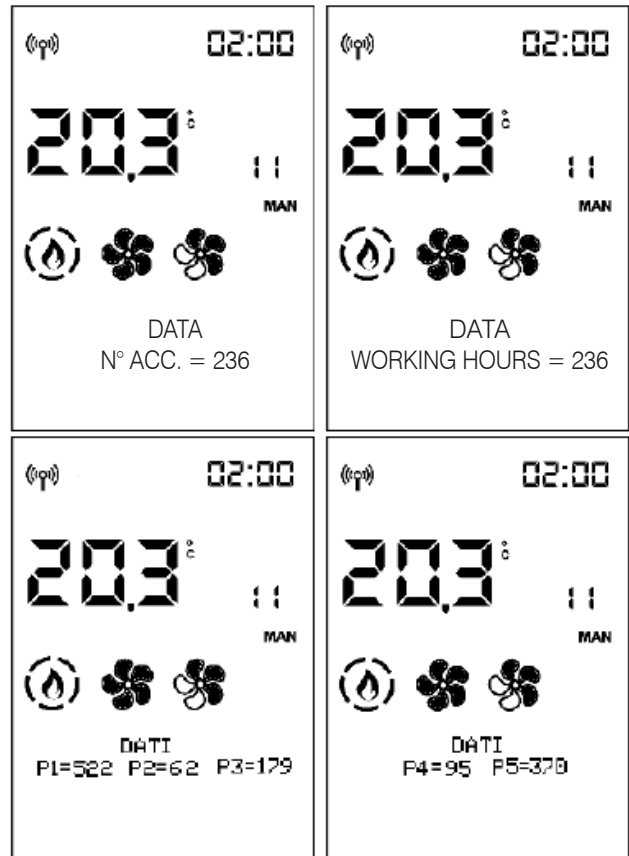 02:00
20,3 °C
11
MAN
DATA
N° ACC. = 236
02:00
20,3 °C
11
MAN
DATA
WORKING HOURS = 236
02:00
20,3 °C
11
MAN
DATI
P1=522 P2=62 P3=179
02:00
20,3 °C
11
MAN
DATI
P4=95 P5=370